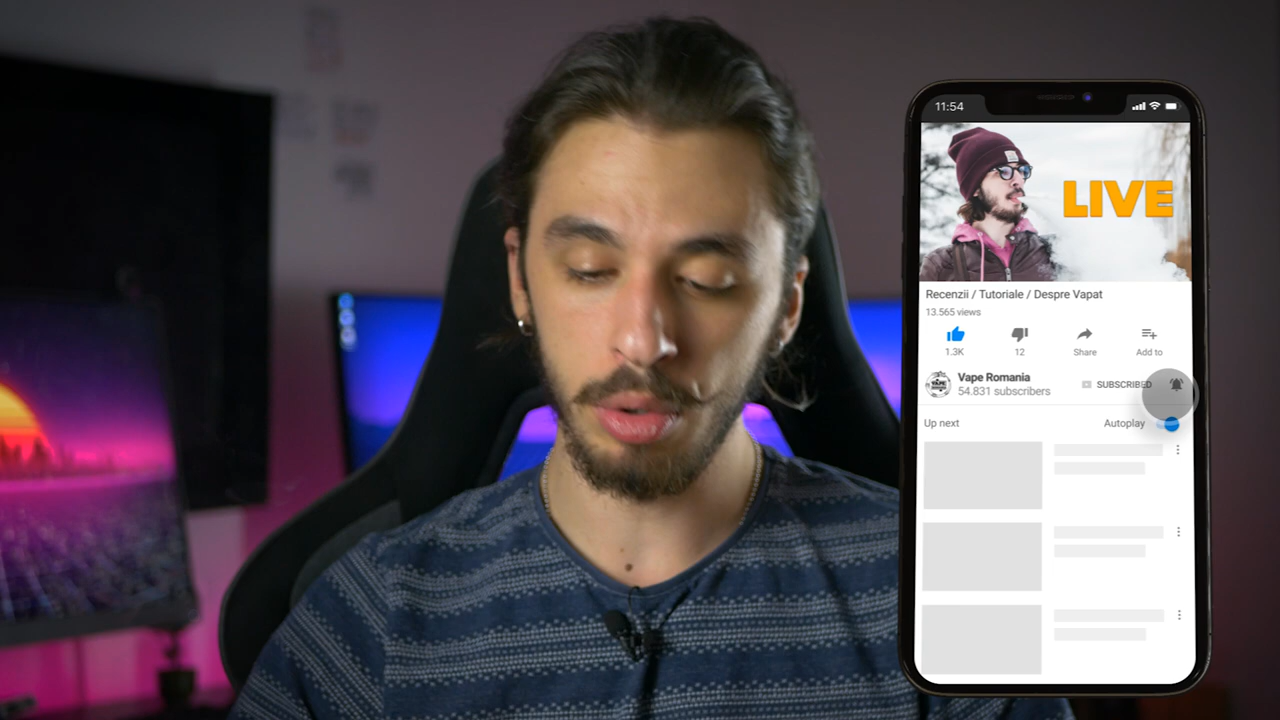 11:54
LIVE
Recenzii / Tutoriale / Despre Vapat
13.565 views
1.3K
12
Share
Add to
VAPE
Vape Romania
54.831 subscribers
SUBSCRIBED
Up next
Autoplay